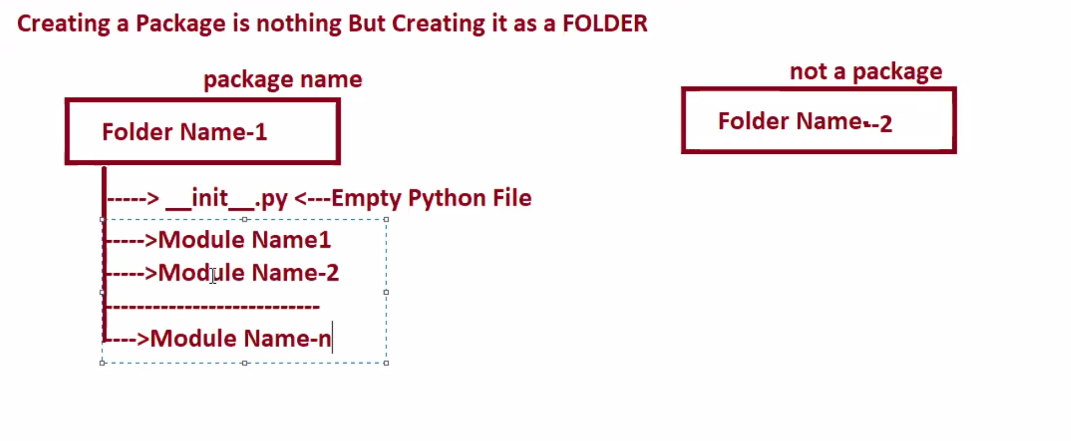 Creating a Package is nothing But Creating it as a FOLDER
package name
not a package
Folder Name-1
Folder Name--2
-----> __init__.py <---Empty Python File
----->Module Name1
----->Module Name-2
---------------------------
---->Module Name-n